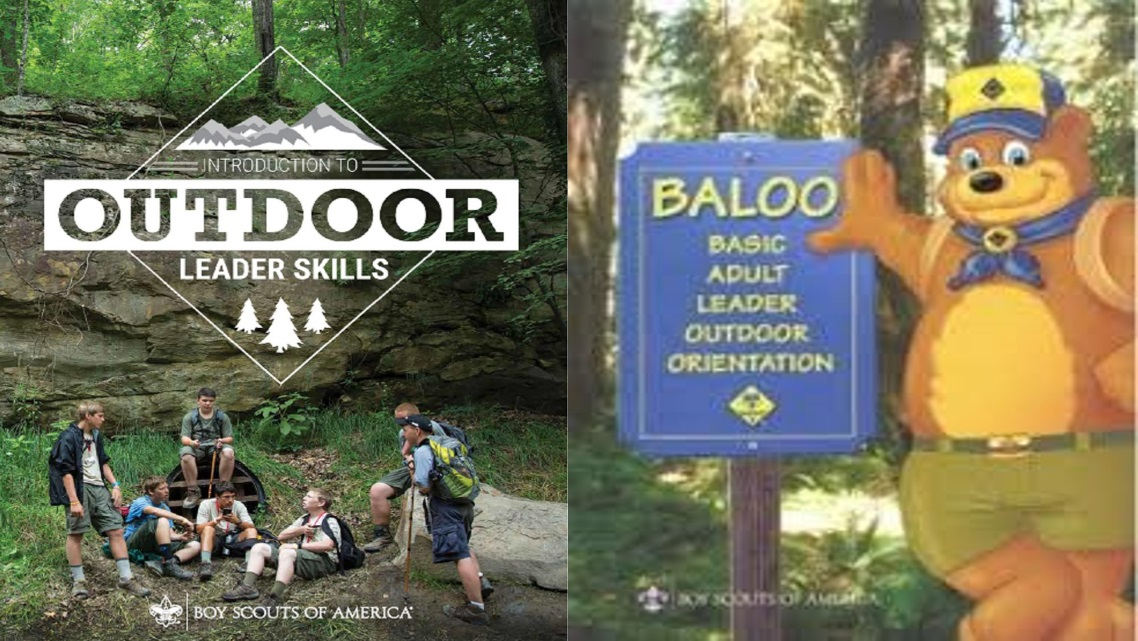 INTRODUCTION TO
OUTDOOR
LEADER SKILLS
BOY SCOUTS OF AMERICA
BALOO
BASIC
ADULT
LEADER
OUTDOOR
ORIENTATION
BOY SCOUTS OF AMERICA